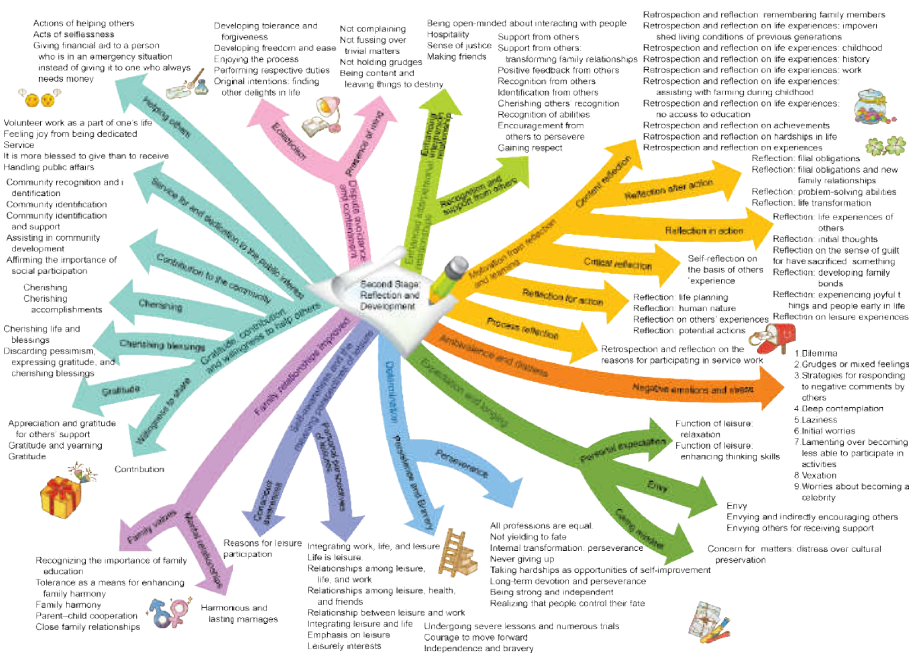 Actions of helping others
Acts of selflessness
Giving financial aid to a person
who is in an emergency situation
instead of giving it to one who always
needs money
Helping others
Volunteer work as a part of one's life
Feeling joy from being dedicated
Service
It is more blessed to give than to receive
Handling public affairs
Service for and dedication to the public interest
Community recognition and i
dentification
Community identification
Community identification
and support
Assisting in community
development
Affirming the importance of
social participation
Contribution to the community
Cherishing
Cherishing
accomplishments
Cherishing
Cherishing life and
blessings
Discarding pessimism,
expressing gratitude, and
cherishing blessings
Cherishing blessings
Gratitude
Appreciation and gratitude
for others' support
Gratitude and yearning
Gratitude
Willingness to share
Contribution
Gratitude, contribution,
and willingness to help others
Developing tolerance and
forgiveness
Developing freedom and ease
Enjoying the process
Performing respective duties
Original intentions: finding
other delights in life
Eclecticism
Not complaining
Not fussing over
trivial matters
Not holding grudges
Being content and
leaving things to destiny
Presence of mind
Dispute avoidance
and contentment
Being open-minded about interacting with people
Hospitality
Sense of justice
Making friends
Enhancing
interpersonal
relationships
Enhanced interpersonal
relationships
Support from others
Support from others:
transforming family relationships
Positive feedback from others
Recognition from others
Identification from others
Cherishing others' recognition
Recognition of abilities
Encouragement from
others to persevere
Gaining respect
Recognition and
support from others
Retrospection and reflection: remembering family members
Retrospection and reflection on life experiences: impoveri
shed living conditions of previous generations
Retrospection and reflection on life experiences: childhood
Retrospection and reflection on life experiences: history
Retrospection and reflection on life experiences: work
Retrospection and reflection on life experiences:
assisting with farming during childhood
Retrospection and reflection on life experiences:
no access to education
Retrospection and reflection on achievements
Retrospection and reflection on hardships in life
Retrospection and reflection on experiences
Content reflection
Reflection: filial obligations
Reflection: filial obligations and new
family relationships
Reflection: problem-solving abilities
Reflection: life transformation
Reflection after action
Reflection: life experiences of
others
Reflection: initial thoughts
Reflection on the sense of guilt
for have sacrificed something
Reflection: developing family
bonds
Reflection: experiencing joyful t
hings and people early in life
Reflection on leisure experiences
Reflection in action
Self-reflection on
the basis of others
'experience
Critical reflection
Reflection: life planning
Reflection: human nature
Reflection on others' experiences
Reflection: potential actions
Reflection for action
Retrospection and reflection on the
reasons for participating in service work
Process reflection
Motivation from reflection
and learning
Second Stage:
Reflection and
Development
Ambivalence and distress
Negative emotions and stress
1.Dilemma
2.Grudges or mixed feelings
3.Strategies for responding
to negative comments by
others
4.Deep contemplation
5.Laziness
6.Initial worries
7.Lamenting over becoming
less able to participate in
activities
8.Vexation
9.Worries about becoming a
celebrity
Expectation and longing
Personal expectation
Function of leisure:
relaxation
Function of leisure:
enhancing thinking skills
Envy
Envy
Envying and indirectly encouraging others
Envying others for receiving support
Caring mindset
Concern for matters: distress over cultural
preservation
Determination
Perseverance
All professions are equal.
Not yielding to fate
Internal transformation: perseverance
Never giving up
Taking hardships as opportunities of self-improvement
Long-term devotion and perseverance
Being strong and independent
Realizing that people control their fate
Persistence and Bravery
Undergoing severe lessons and numerous trials
Courage to move forward
Independence and bravery
Personal perspectives
of leisure
Integrating work, life, and leisure
Life is leisure
Relationships among leisure,
life, and work
Relationships among leisure, health,
and friends
Relationship between leisure and work
Integrating leisure and life
Emphasis on leisure
Leisurely interests
Conscious
awareness
Reasons for leisure
participation
Family relationship improvement
Marital relationships
Harmonious and
lasting marriages
Family values
Recognizing the importance of family
education
Tolerance as a means for enhancing
family harmony
Family harmony
Parent–child cooperation
Close family relationships